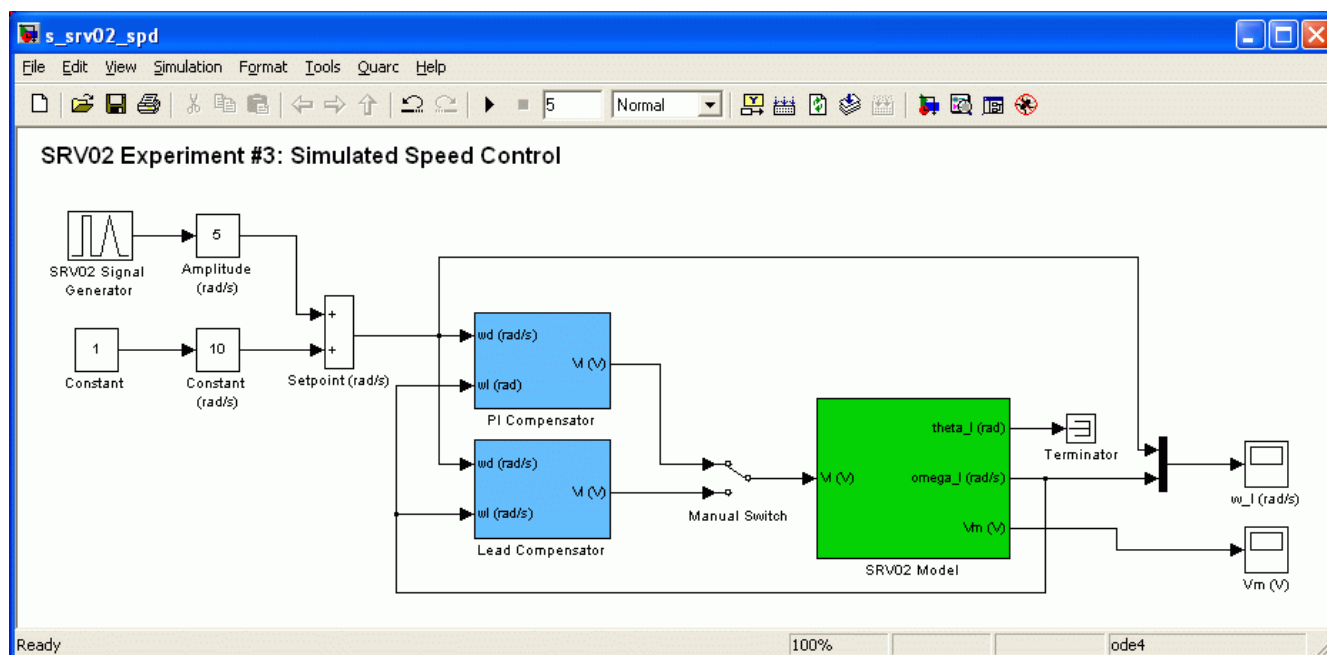 s_srv02_spd
File Edit View Simulation Format Tools Quarc Help
5 Normal
SRV02 Experiment #3: Simulated Speed Control
5
SRV02 Signal
Generator
Amplitude
(rad/s)
+
+
1
10
Constant
Constant
(rad/s)
Setpoint (rad/s)
wd (rad/s)
Vl (V)
wl (rad)
PI Compensator
wd (rad/s)
Vl (V)
wl (rad/s)
Lead Compensator
Manual Switch
theta_l (rad)
Vl (V)
omega_l (rad/s)
Vm (V)
SRV02 Model
Terminator
w_l (rad/s)
Vm (V)
Ready 100% ode4